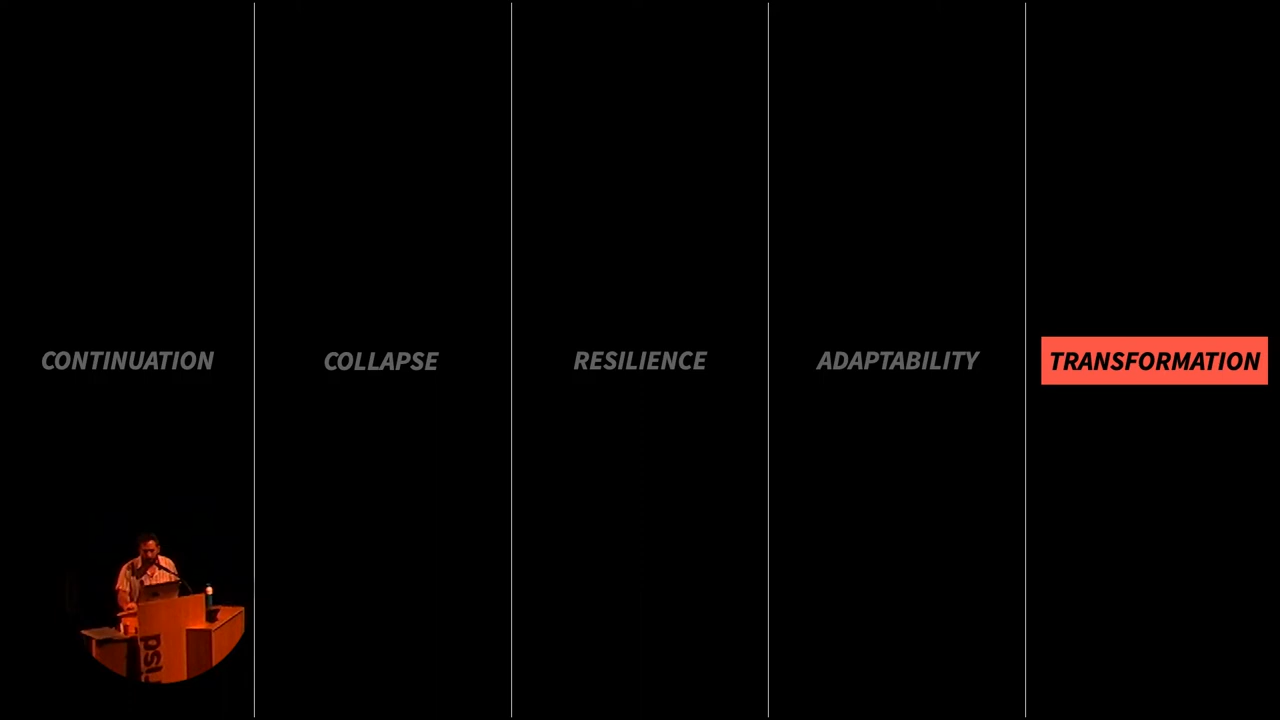 CONTINUATION
COLLAPSE
RESILIENCE
ADAPTABILITY
TRANSFORMATION